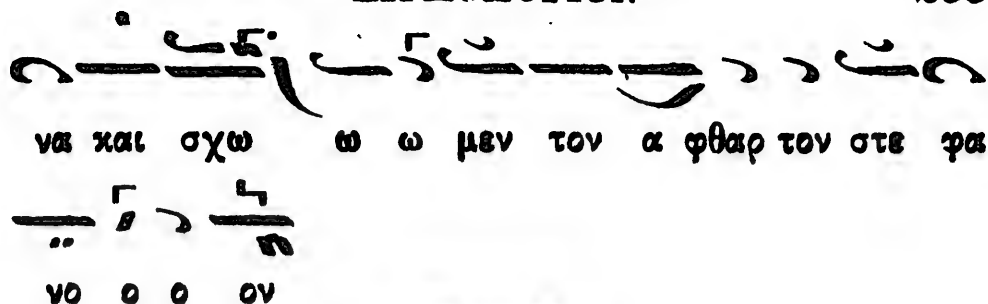 να και σχω ω ω μεν τον α φθαρ τον στε φα
νο ο ο ον